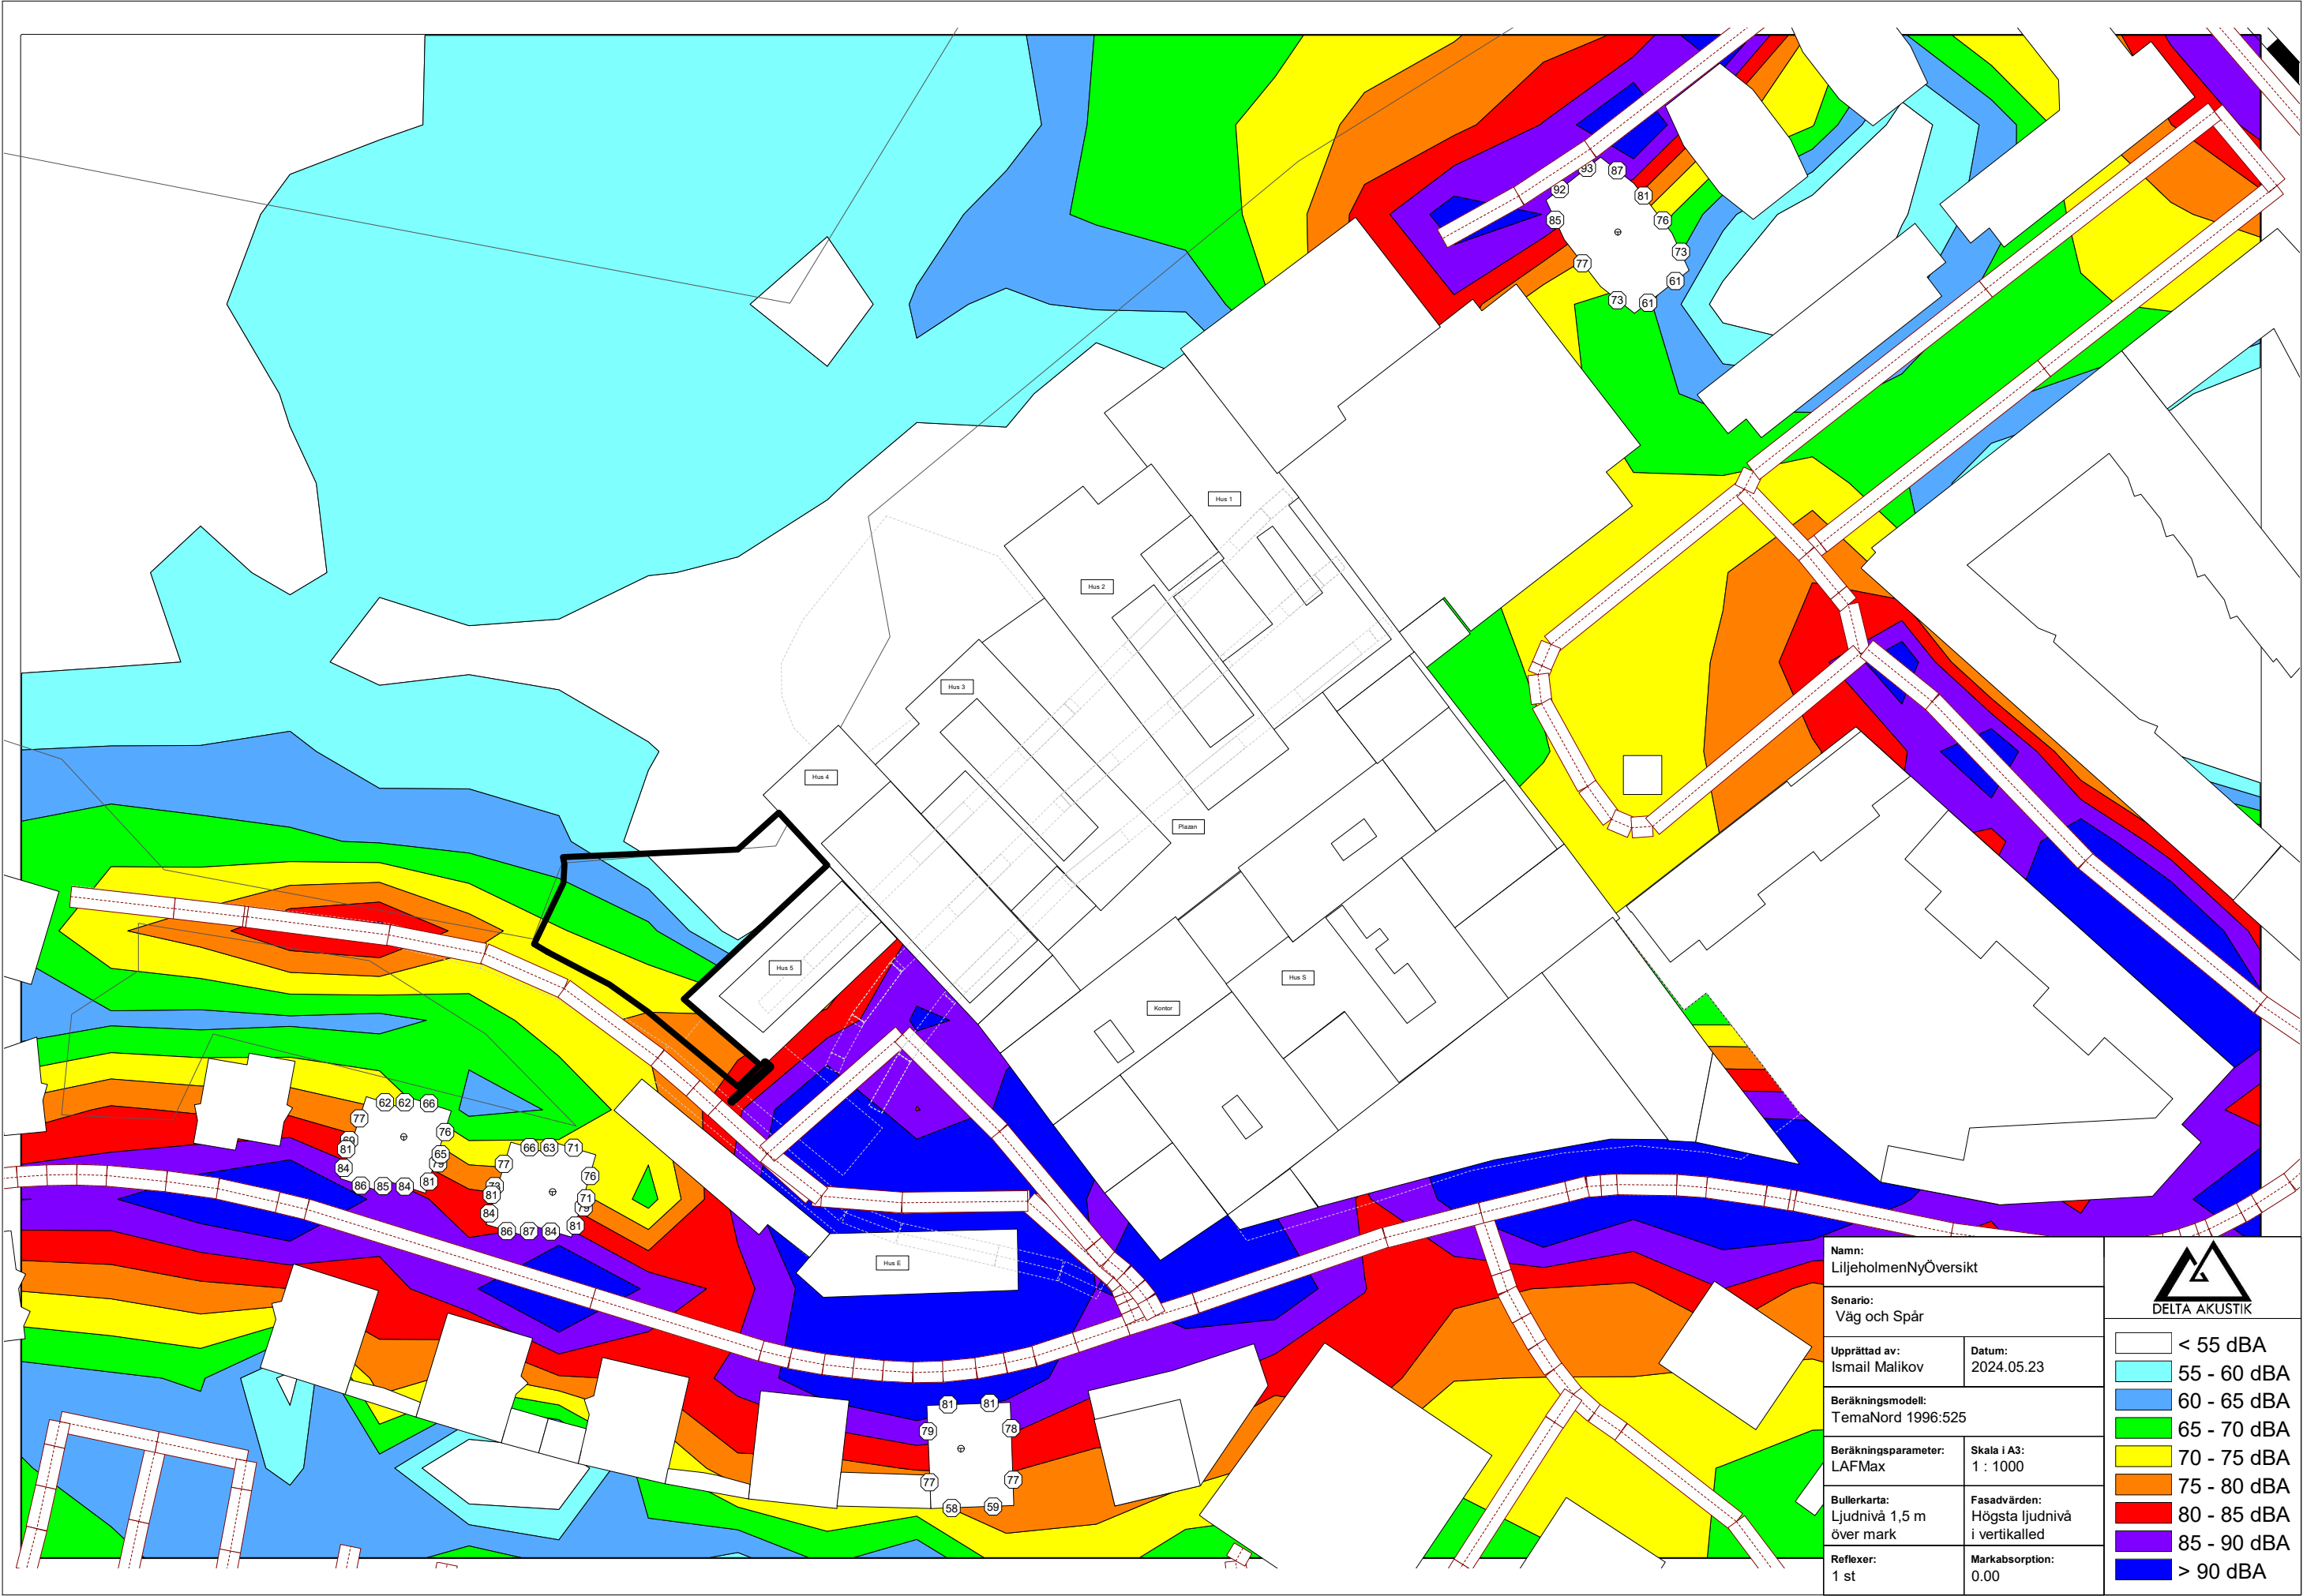 93
87
92
81
85
76
73
77
61
73
61
Hus 1
Hus 2
Hus 3
Hus 4
Plazan
Hus 5
Hus S
Kontor
62
62
66
77
76
81
65
84
86
85
84
81
66
63
71
77
76
81
71
84
86
87
84
81
Hus E
81
81
79
78
77
77
58
59
Namn:
LiljeholmenNyÖversikt
Senario:
Väg och Spår
Upprättad av:
Ismail Malikov
Datum:
2024.05.23
Beräkningsmodell:
TemaNord 1996:525
Beräkningsparameter:
LAFMax
Skala i A3:
1 : 1000
Bullerkarta:
Ljudnivå 1,5 m
över mark
Fasadvärden:
Högsta ljudnivå
i vertikalled
Reflexer:
1 st
Markabsorption:
0.00
DELTA AKUSTIK
< 55 dBA
55 - 60 dBA
60 - 65 dBA
65 - 70 dBA
70 - 75 dBA
75 - 80 dBA
80 - 85 dBA
85 - 90 dBA
> 90 dBA